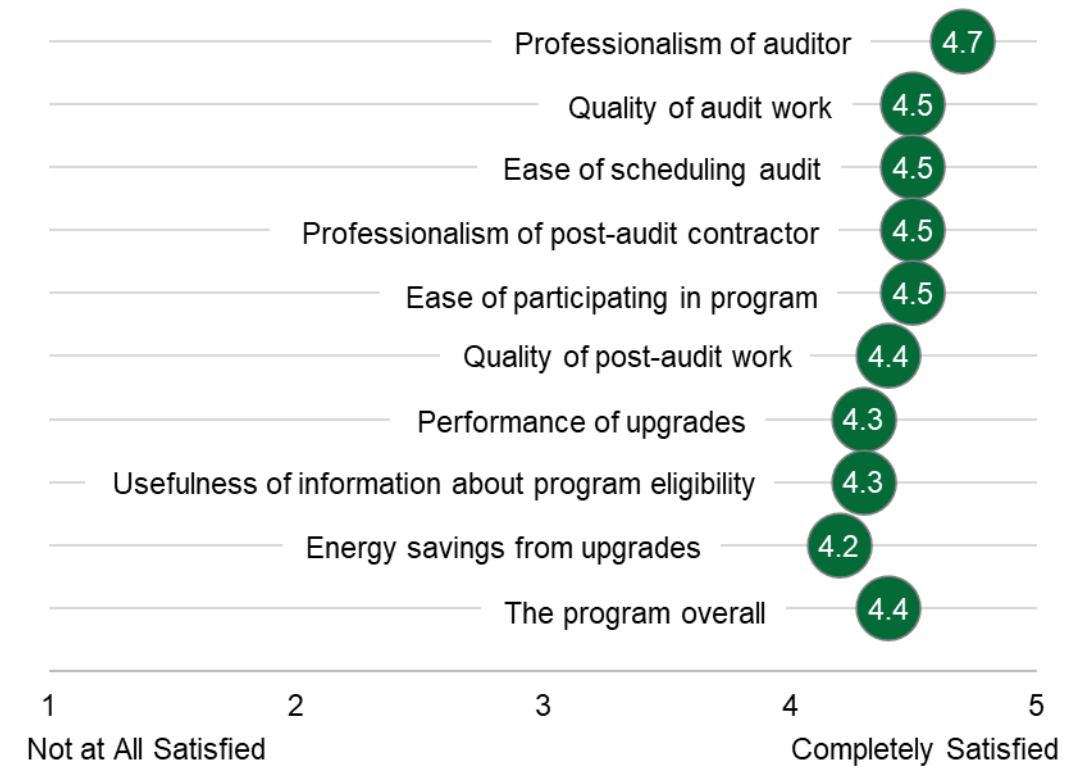 Professionalism of auditor 4.7
Quality of audit work 4.5
Ease of scheduling audit 4.5
Professionalism of post-audit contractor 4.5
Ease of participating in program 4.5
Quality of post-audit work 4.4
Performance of upgrades 4.3
Usefulness of information about program eligibility 4.3
Energy savings from upgrades 4.2
The program overall 4.4
1 2 3 4 5
Not at All Satisfied Completely Satisfied